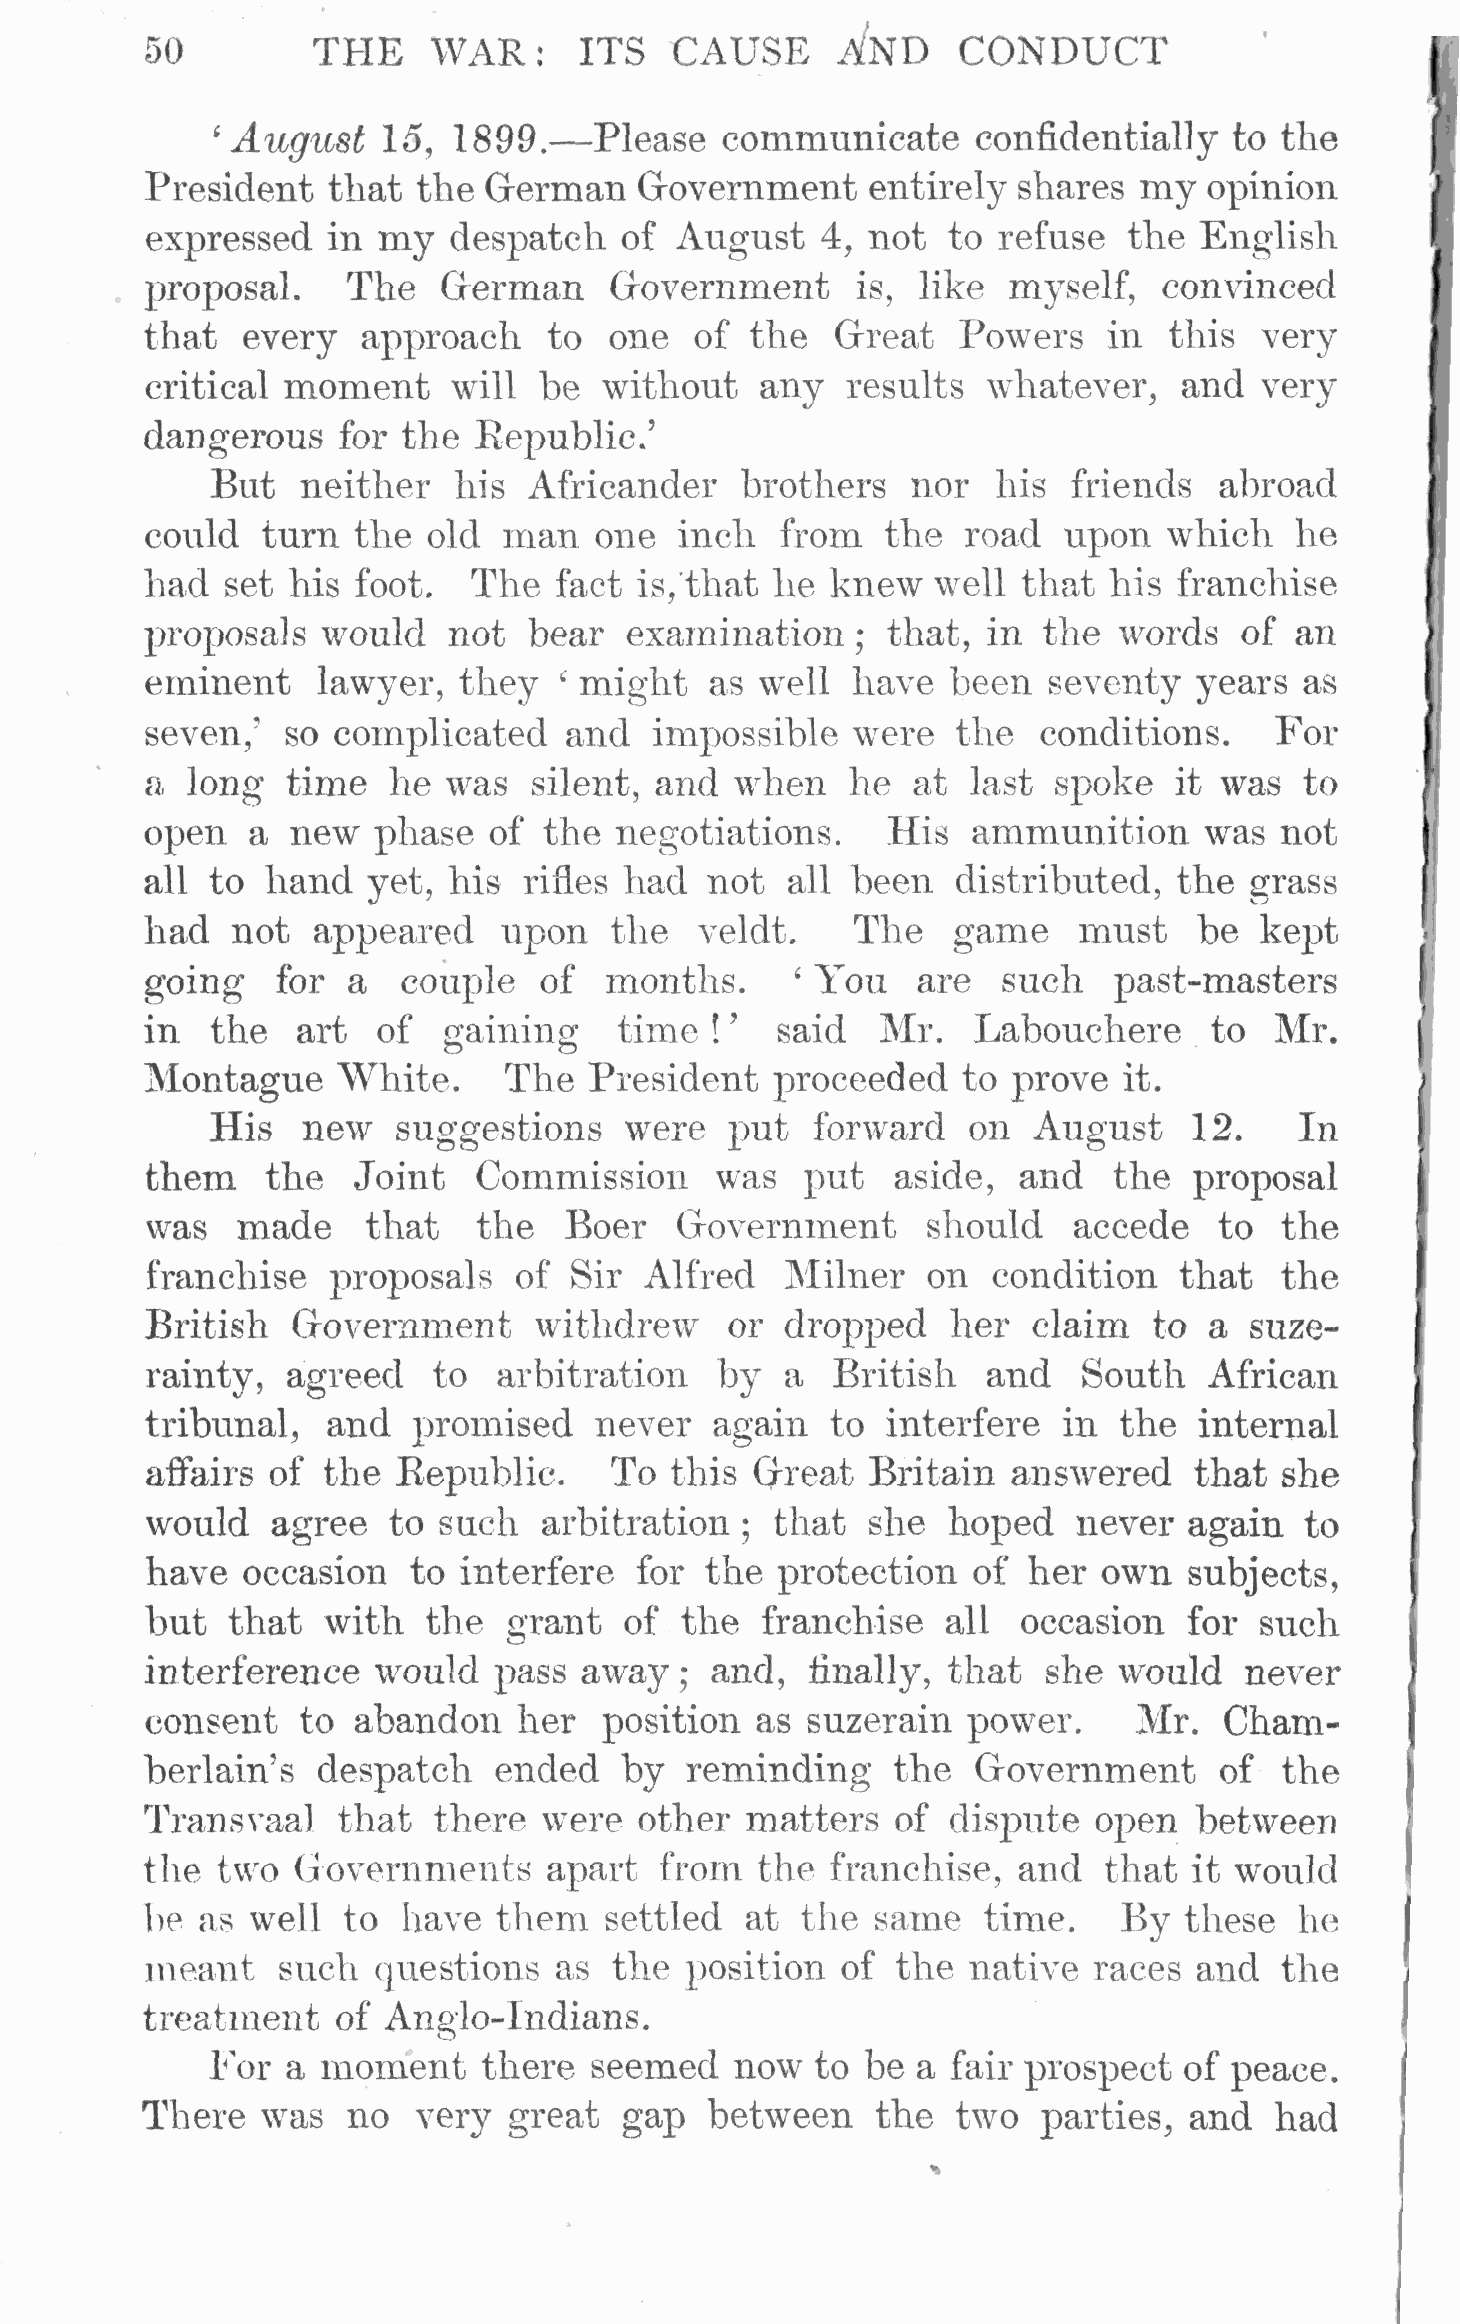 50 THE WAR: ITS CAUSE AND CONDUCT
‘ August 15, 1899.—Please communicate confidentially to the
President that the German Government entirely shares my opinion
expressed in my despatch of August 4, not to refuse the English
proposal. The German Government is, like myself, convinced
that every approach to one of the Great Powers in this very
critical moment will be without any results whatever, and very
dangerous for the Republic.’
But neither his Africander brothers nor his friends abroad
could turn the old man one inch from the road upon which he
had set his foot. The fact is, that he knew well that his franchise
proposals would not bear examination ; that, in the words of an
eminent lawyer, they ‘ might as well have been seventy years as
seven,’ so complicated and impossible were the conditions. For
a long time he was silent, and when he at last spoke it was to
open a new phase of the negotiations. His ammunition was not
all to hand yet, his rifles had not all been distributed, the grass
had not appeared upon the veldt. The game must be kept
going for a couple of months. ‘ You are such past-masters
in the art of gaining time !’ said Mr. Labouchere to Mr.
Montague White. The President proceeded to prove it.
His new suggestions were put forward on August 12. In
them the Joint Commission was put aside, and the proposal
was made that the Boer Government should accede to the
franchise proposals of Sir Alfred Milner on condition that the
British Government withdrew or dropped her claim to a suze-
rainty, agreed to arbitration by a British and South African
tribunal, and promised never again to interfere in the internal
affairs of the Republic. To this Great Britain answered that she
would agree to such arbitration ; that she hoped never again to
have occasion to interfere for the protection of her own subjects,
but that with the grant of the franchise all occasion for such
interference would pass away ; and, finally, that she would never
consent to abandon her position as suzerain power. Mr. Cham-
berlain’s despatch ended by reminding the Government of the
Transvaal that there were other matters of dispute open between
the two Governments apart from the franchise, and that it would
be as well to have them settled at the same time. By these he
meant such questions as the position of the native races and the
treatment of Anglo-Indians.
For a moment there seemed now to be a fair prospect of peace.
There was no very great gap between the two parties, and had